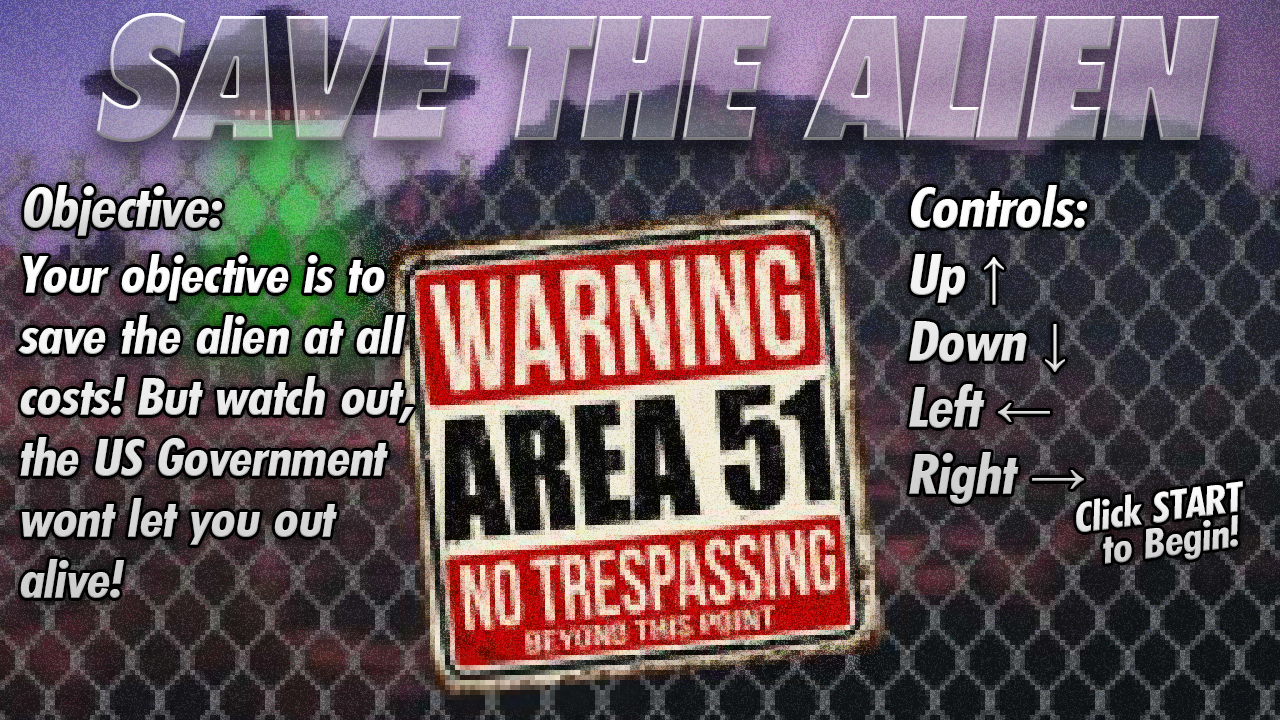 SAVE THE ALIEN
Objective:
Your objective is to
save the alien at all
costs! But watch out,
the US Government
wont let you out
alive!
WARNING
AREA 51
NO TRESPASSING
BEYOND THIS POINT
Controls:
Up ↑
Down ↓
Left ←
Right →
Click START
to Begin!